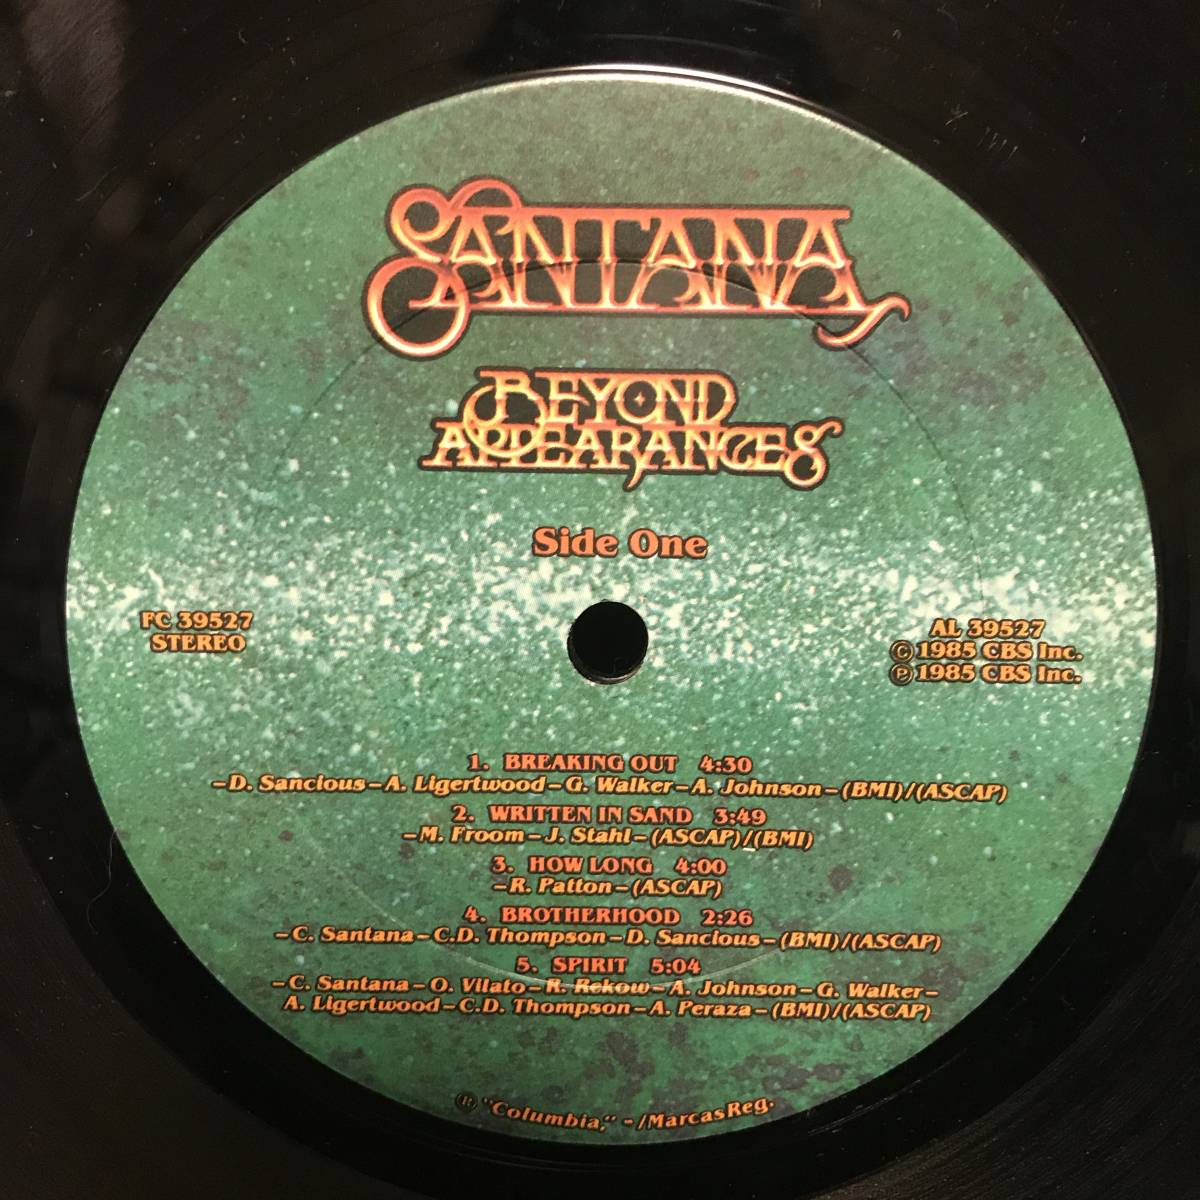 SANTANA
BEYOND
APPEARANCES
Side One
FC 39527
STEREO
AL 39527
© 1985 CBS Inc.
℗ 1985 CBS Inc.
1. BREAKING OUT 4:30
–D. Sancious–A. Ligertwood–G. Walker–A. Johnson–(BMI)/(ASCAP)
2. WRITTEN IN SAND 3:49
–M. Froom–J. Stahl–(ASCAP)/(BMI)
3. HOW LONG 4:00
–R. Patton–(ASCAP)
4. BROTHERHOOD 2:26
–C. Santana–C.D. Thompson–D. Sancious–(BMI)/(ASCAP)
5. SPIRIT 5:04
–C. Santana–O. Vilato–R. Rekow–A. Johnson–G. Walker–
A. Ligertwood–C.D. Thompson–A. Peraza–(BMI)/(ASCAP)
® "Columbia," - /Marcas Reg.